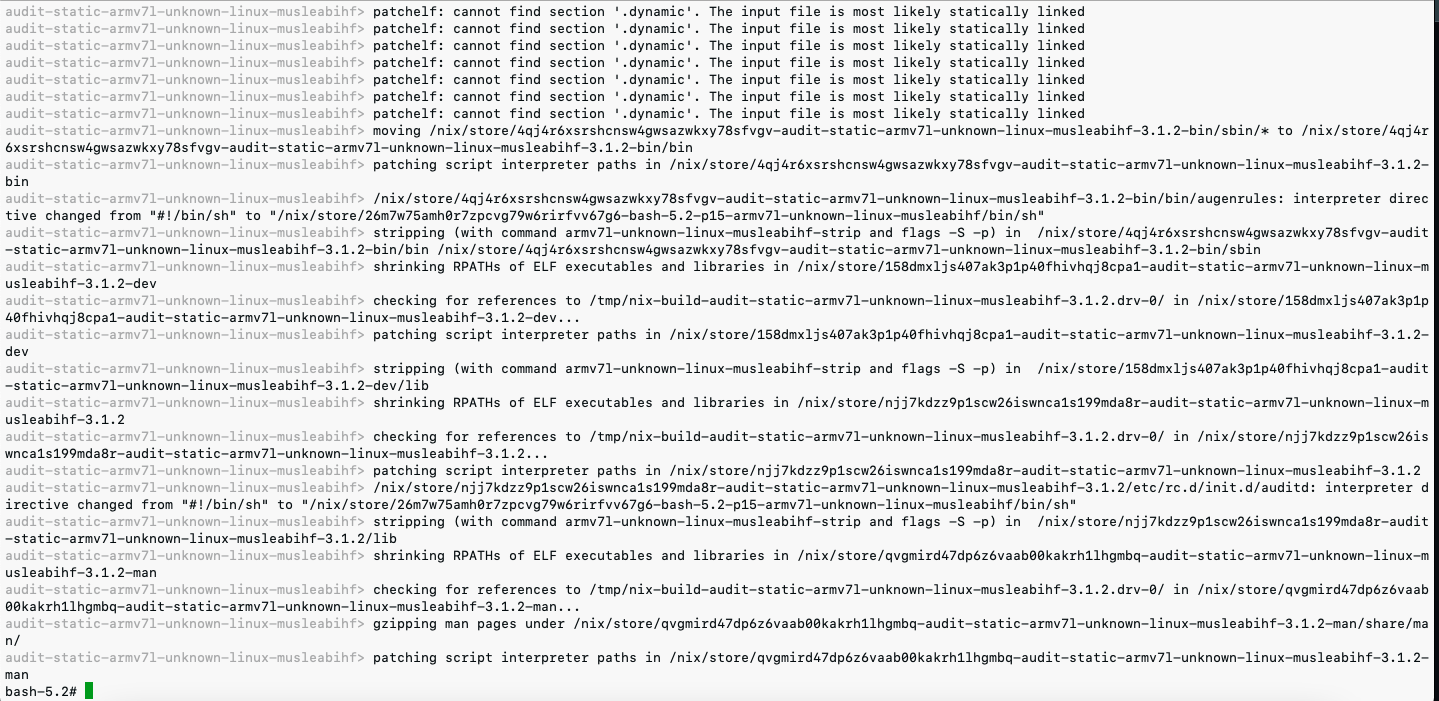 audit-static-armv7l-unknown-linux-musleabihf> patchelf: cannot find section '.dynamic'. The input file is most likely statically linked
audit-static-armv7l-unknown-linux-musleabihf> patchelf: cannot find section '.dynamic'. The input file is most likely statically linked
audit-static-armv7l-unknown-linux-musleabihf> patchelf: cannot find section '.dynamic'. The input file is most likely statically linked
audit-static-armv7l-unknown-linux-musleabihf> patchelf: cannot find section '.dynamic'. The input file is most likely statically linked
audit-static-armv7l-unknown-linux-musleabihf> patchelf: cannot find section '.dynamic'. The input file is most likely statically linked
audit-static-armv7l-unknown-linux-musleabihf> patchelf: cannot find section '.dynamic'. The input file is most likely statically linked
audit-static-armv7l-unknown-linux-musleabihf> patchelf: cannot find section '.dynamic'. The input file is most likely statically linked
audit-static-armv7l-unknown-linux-musleabihf> moving /nix/store/4qj4r6xsrshcnsw4gwsazwkxy78sfvgv-audit-static-armv7l-unknown-linux-musleabihf-3.1.2-bin/sbin/* to /nix/store/4qj4r
6xsrshcnsw4gwsazwkxy78sfvgv-audit-static-armv7l-unknown-linux-musleabihf-3.1.2-bin/bin
audit-static-armv7l-unknown-linux-musleabihf> patching script interpreter paths in /nix/store/4qj4r6xsrshcnsw4gwsazwkxy78sfvgv-audit-static-armv7l-unknown-linux-musleabihf-3.1.2-
bin
audit-static-armv7l-unknown-linux-musleabihf> /nix/store/4qj4r6xsrshcnsw4gwsazwkxy78sfvgv-audit-static-armv7l-unknown-linux-musleabihf-3.1.2-bin/bin/augenrules: interpreter direc
tive changed from "#!/bin/sh" to "/nix/store/26m7w75amh0r7zpcvg79w6rirfvv67g6-bash-5.2-p15-armv7l-unknown-linux-musleabihf/bin/sh"
audit-static-armv7l-unknown-linux-musleabihf> stripping (with command armv7l-unknown-linux-musleabihf-strip and flags -S -p) in  /nix/store/4qj4r6xsrshcnsw4gwsazwkxy78sfvgv-audit
-static-armv7l-unknown-linux-musleabihf-3.1.2-bin/bin /nix/store/4qj4r6xsrshcnsw4gwsazwkxy78sfvgv-audit-static-armv7l-unknown-linux-musleabihf-3.1.2-bin/sbin
audit-static-armv7l-unknown-linux-musleabihf> shrinking RPATHs of ELF executables and libraries in /nix/store/158dmxljs407ak3p1p40fhivhqj8cpa1-audit-static-armv7l-unknown-linux-m
usleabihf-3.1.2-dev
audit-static-armv7l-unknown-linux-musleabihf> checking for references to /tmp/nix-build-audit-static-armv7l-unknown-linux-musleabihf-3.1.2.drv-0/ in /nix/store/158dmxljs407ak3p1p
40fhivhqj8cpa1-audit-static-armv7l-unknown-linux-musleabihf-3.1.2-dev...
audit-static-armv7l-unknown-linux-musleabihf> patching script interpreter paths in /nix/store/158dmxljs407ak3p1p40fhivhqj8cpa1-audit-static-armv7l-unknown-linux-musleabihf-3.1.2-
dev
audit-static-armv7l-unknown-linux-musleabihf> stripping (with command armv7l-unknown-linux-musleabihf-strip and flags -S -p) in  /nix/store/158dmxljs407ak3p1p40fhivhqj8cpa1-audit
-static-armv7l-unknown-linux-musleabihf-3.1.2-dev/lib
audit-static-armv7l-unknown-linux-musleabihf> shrinking RPATHs of ELF executables and libraries in /nix/store/njj7kdzz9p1scw26iswnca1s199mda8r-audit-static-armv7l-unknown-linux-m
usleabihf-3.1.2
audit-static-armv7l-unknown-linux-musleabihf> checking for references to /tmp/nix-build-audit-static-armv7l-unknown-linux-musleabihf-3.1.2.drv-0/ in /nix/store/njj7kdzz9p1scw26is
wnca1s199mda8r-audit-static-armv7l-unknown-linux-musleabihf-3.1.2...
audit-static-armv7l-unknown-linux-musleabihf> patching script interpreter paths in /nix/store/njj7kdzz9p1scw26iswnca1s199mda8r-audit-static-armv7l-unknown-linux-musleabihf-3.1.2
audit-static-armv7l-unknown-linux-musleabihf> /nix/store/njj7kdzz9p1scw26iswnca1s199mda8r-audit-static-armv7l-unknown-linux-musleabihf-3.1.2/etc/rc.d/init.d/auditd: interpreter d
irective changed from "#!/bin/sh" to "/nix/store/26m7w75amh0r7zpcvg79w6rirfvv67g6-bash-5.2-p15-armv7l-unknown-linux-musleabihf/bin/sh"
audit-static-armv7l-unknown-linux-musleabihf> stripping (with command armv7l-unknown-linux-musleabihf-strip and flags -S -p) in  /nix/store/njj7kdzz9p1scw26iswnca1s199mda8r-audit
-static-armv7l-unknown-linux-musleabihf-3.1.2/lib
audit-static-armv7l-unknown-linux-musleabihf> shrinking RPATHs of ELF executables and libraries in /nix/store/qvgmird47dp6z6vaab00kakrh1lhgmbq-audit-static-armv7l-unknown-linux-m
usleabihf-3.1.2-man
audit-static-armv7l-unknown-linux-musleabihf> checking for references to /tmp/nix-build-audit-static-armv7l-unknown-linux-musleabihf-3.1.2.drv-0/ in /nix/store/qvgmird47dp6z6vaab
00kakrh1lhgmbq-audit-static-armv7l-unknown-linux-musleabihf-3.1.2-man...
audit-static-armv7l-unknown-linux-musleabihf> gzipping man pages under /nix/store/qvgmird47dp6z6vaab00kakrh1lhgmbq-audit-static-armv7l-unknown-linux-musleabihf-3.1.2-man/share/ma
n/
audit-static-armv7l-unknown-linux-musleabihf> patching script interpreter paths in /nix/store/qvgmird47dp6z6vaab00kakrh1lhgmbq-audit-static-armv7l-unknown-linux-musleabihf-3.1.2-
man
bash-5.2#